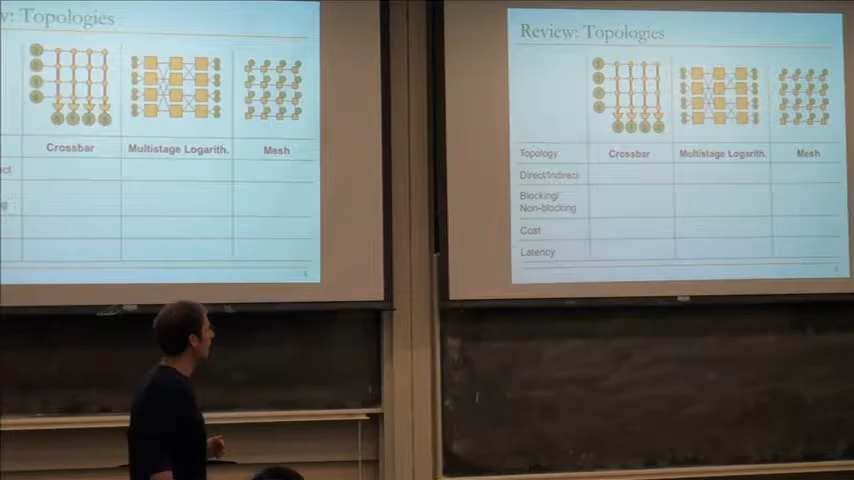 w: Topologies
Crossbar
Multistage Logarith.
Mesh
ect
g
Review: Topologies
Topology
Crossbar
Multistage Logarith.
Mesh
Direct/Indirect
Blocking/
Non-blocking
Cost
Latency